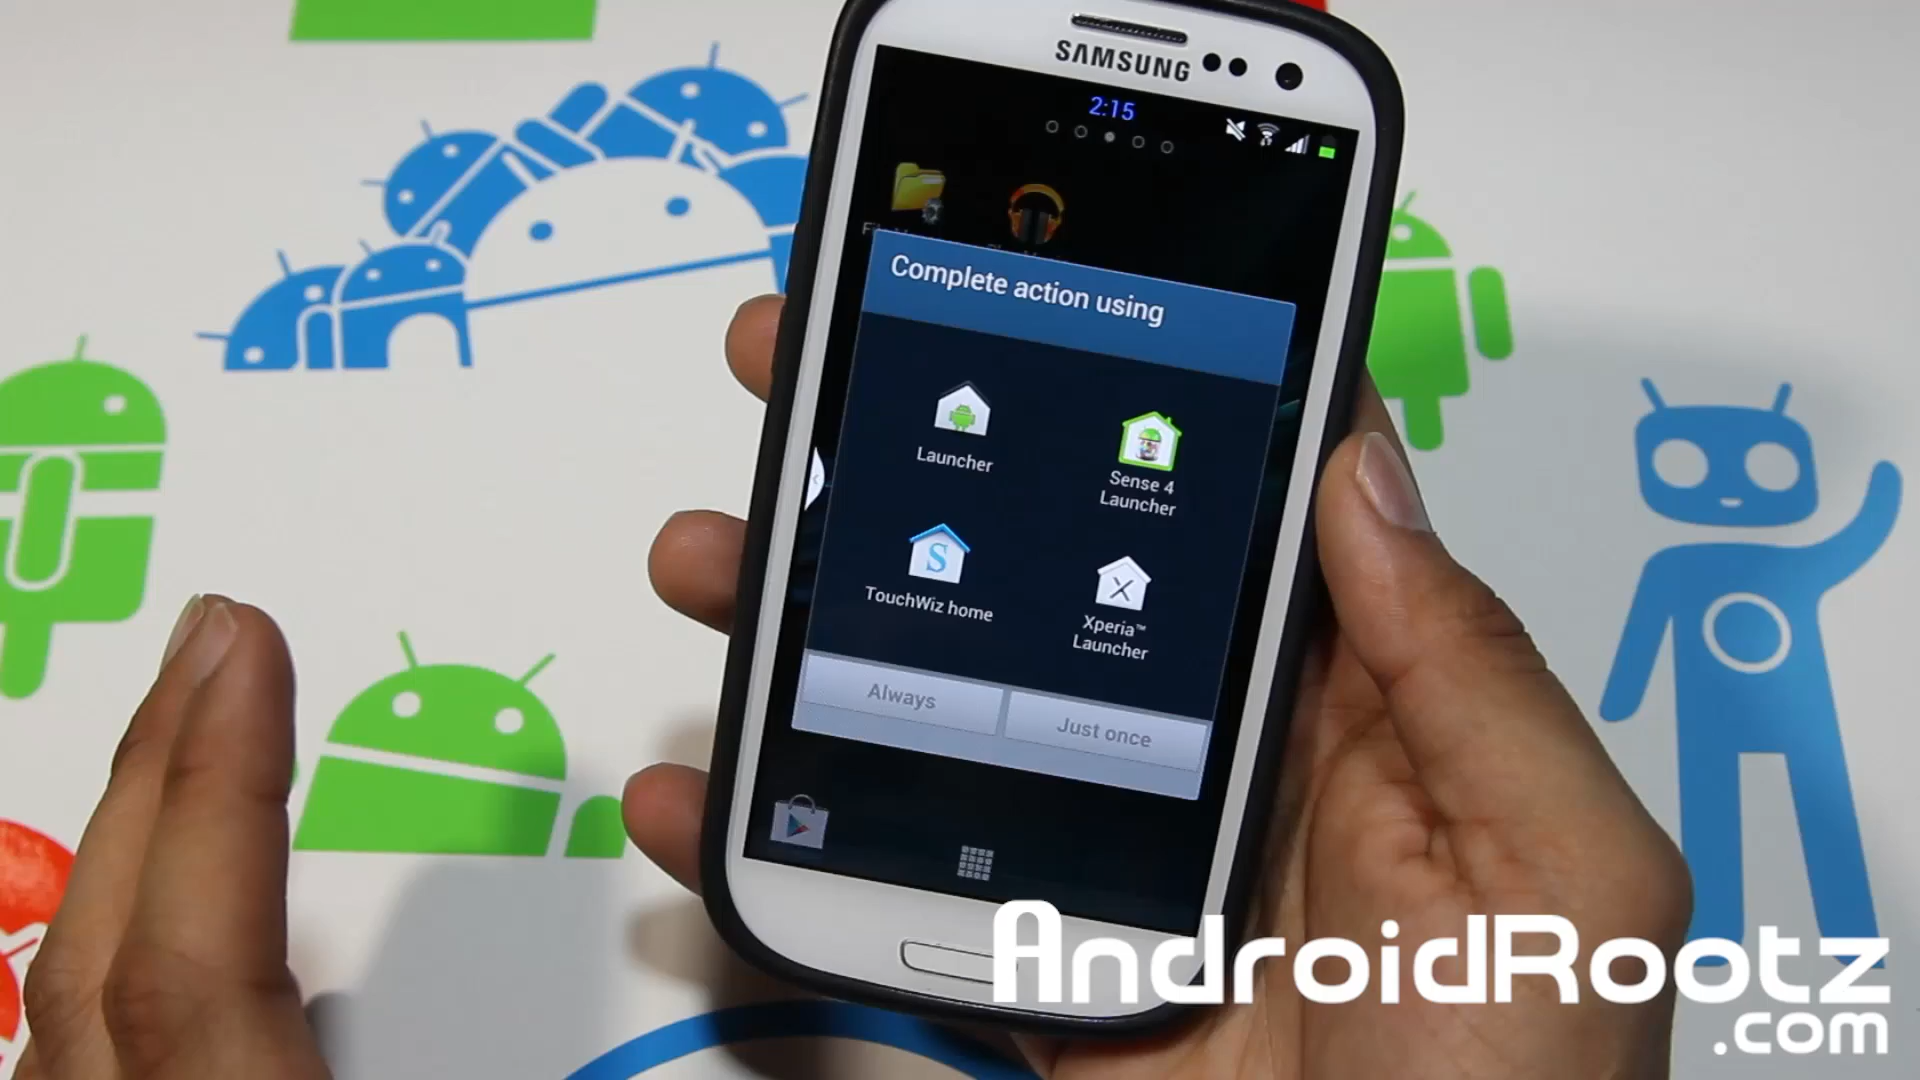 SAMSUNG
2:15
Complete action using
Launcher
Sense 4
Launcher
TouchWiz home
Xperia™
Launcher
Always
Just once
AndroidRootz
.com